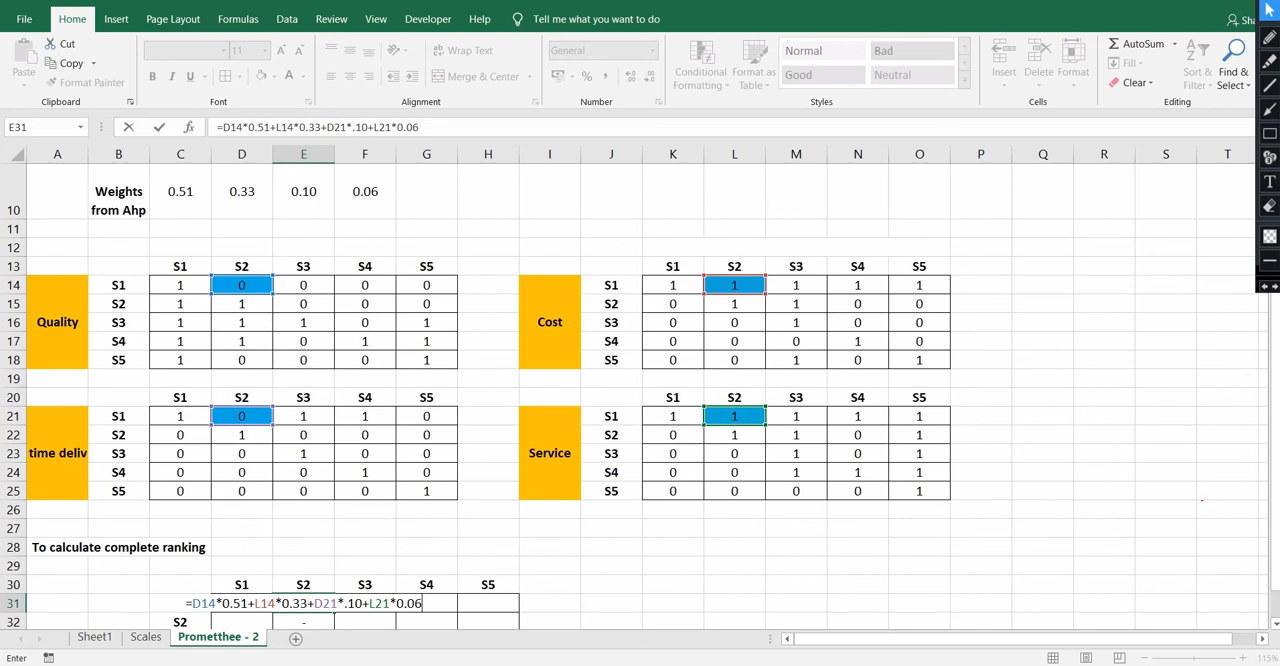 File Home Insert Page Layout Formulas Data Review View Developer Help Tell me what you want to do Sha
Cut
Copy
Format Painter
Paste
Clipboard
11 A A
B I U A
Font
Wrap Text
Merge & Center
Alignment
General
% ,
Number
Conditional Formatting
Format as Table
Normal Bad
Good Neutral
Styles
Insert Delete Format
Cells
AutoSum
Fill
Clear
Sort & Filter
Find & Select
Editing
E31 fx =D14*0.51+L14*0.33+D21*.10+L21*0.06
A B C D E F G H I J K L M N O P Q R S T
10 Weights from Ahp 0.51 0.33 0.10 0.06
11
12
13 S1 S2 S3 S4 S5 S1 S2 S3 S4 S5
14 S1 1 0 0 0 0 S1 1 1 1 1 1
15 S2 1 1 0 0 0 S2 0 1 1 0 0
16 Quality S3 1 1 1 0 1 Cost S3 0 0 1 0 0
17 S4 1 1 0 1 1 S4 0 0 0 1 0
18 S5 1 0 0 0 1 S5 0 0 1 0 1
19
20 S1 S2 S3 S4 S5 S1 S2 S3 S4 S5
21 S1 1 0 1 1 0 S1 1 1 1 1 1
22 S2 0 1 0 0 0 S2 0 1 1 0 1
23 time deliv S3 0 0 1 0 0 Service S3 0 0 1 0 1
24 S4 0 0 0 1 0 S4 0 0 1 1 1
25 S5 0 0 0 0 1 S5 0 0 0 0 1
26
27
28 To calculate complete ranking
29
30 S1 S2 S3 S4 S5
31 =D14*0.51+L14*0.33+D21*.10+L21*0.06
32 S2 -
Sheet1 Scales Prometthee - 2
Enter 115%